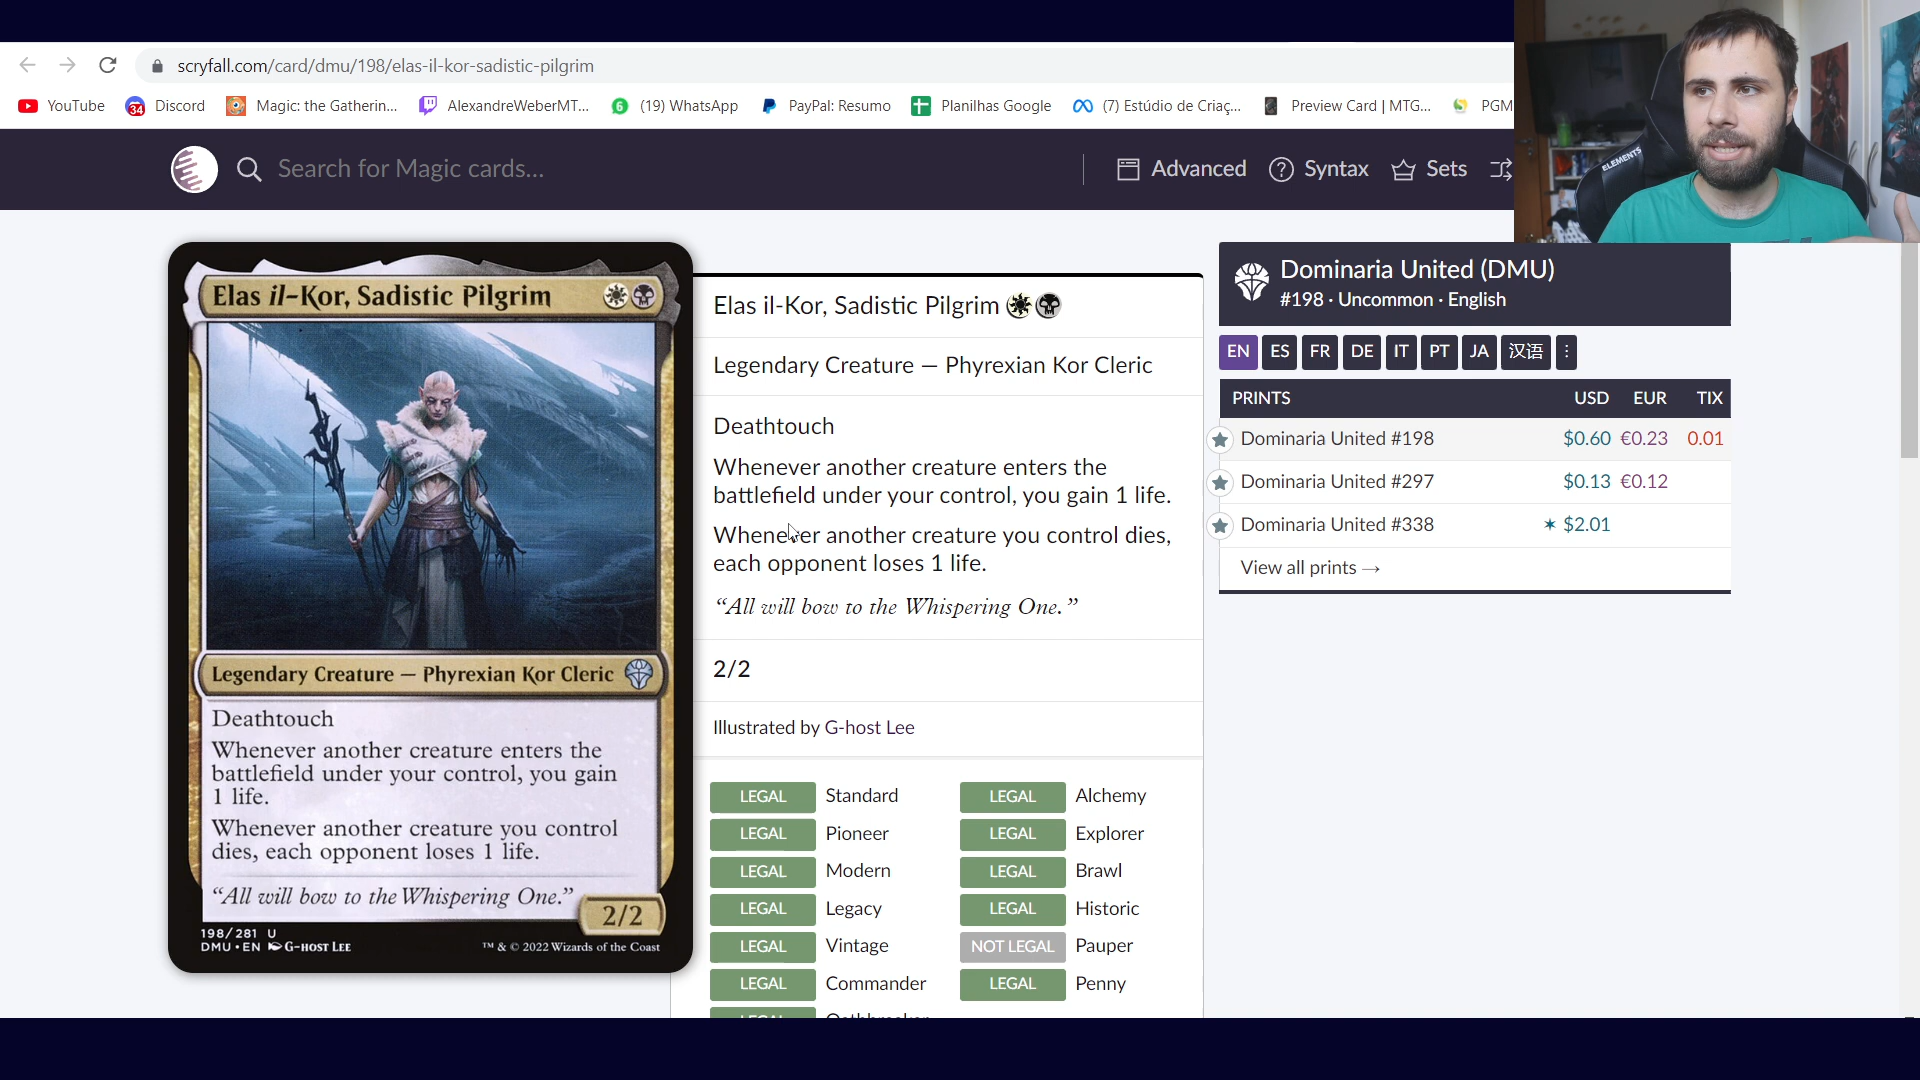 scryfall.com/card/dmu/198/elas-il-kor-sadistic-pilgrim
YouTube
34
Discord
Magic: the Gatherin...
AlexandreWeberMT...
6
(19) WhatsApp
PayPal: Resumo
Planilhas Google
(7) Estúdio de Criaç...
Preview Card | MTG...
PGM
Search for Magic cards...
Advanced
? Syntax
Sets
ELEMENTS
Elas il-Kor, Sadistic Pilgrim
Legendary Creature — Phyrexian Kor Cleric
Deathtouch
Whenever another creature enters the
battlefield under your control, you gain
1 life.
Whenever another creature you control
dies, each opponent loses 1 life.
“All will bow to the Whispering One.”
2/2
198/281 U
DMU • EN G-HOST LEE
™ & © 2022 Wizards of the Coast
Elas il-Kor, Sadistic Pilgrim
Legendary Creature — Phyrexian Kor Cleric
Deathtouch
Whenever another creature enters the
battlefield under your control, you gain 1 life.
Whenever another creature you control dies,
each opponent loses 1 life.
“All will bow to the Whispering One.”
2/2
Illustrated by G-host Lee
LEGAL Standard LEGAL Alchemy
LEGAL Pioneer LEGAL Explorer
LEGAL Modern LEGAL Brawl
LEGAL Legacy LEGAL Historic
LEGAL Vintage NOT LEGAL Pauper
LEGAL Commander LEGAL Penny
Dominaria United (DMU)
#198 · Uncommon · English
EN ES FR DE IT PT JA 汉语
PRINTS USD EUR TIX
Dominaria United #198 $0.60 €0.23 0.01
Dominaria United #297 $0.13 €0.12
Dominaria United #338 $2.01
View all prints →